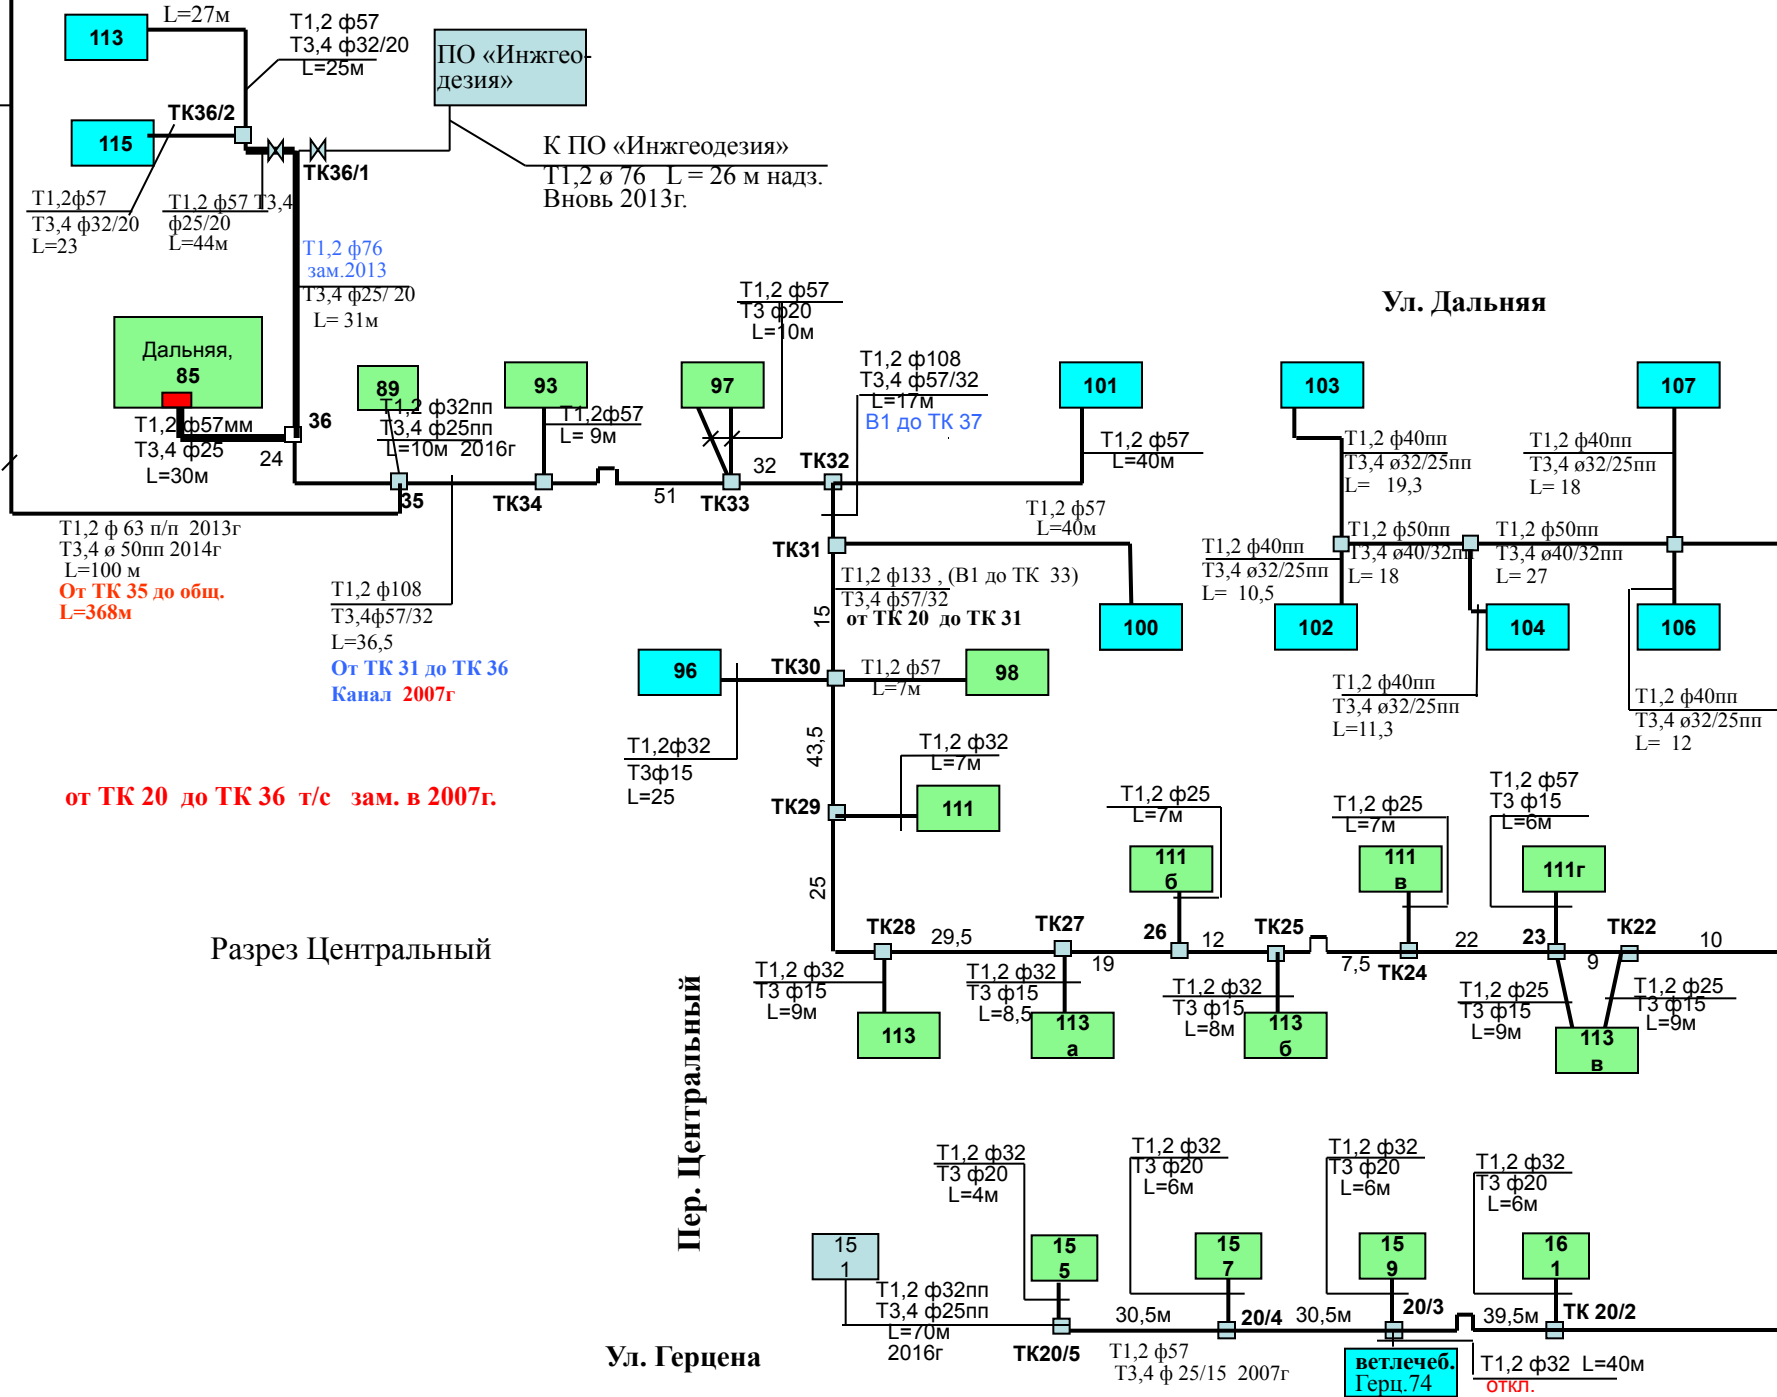 L=27м
113
Т1,2 ф57
Т3,4 ф32/20
L=25м
ПО «Инжгео-
дезия»
ТК36/2
115
ТК36/1
К ПО «Инжгеодезия»
Т1,2 ø 76 L = 26 м надз.
Вновь 2013г.
Т1,2ф57
Т3,4 ф32/20
L=23
Т1,2 ф57 Т3,4
ф25/20
L=44м
Т1,2 ф76
зам.2013
Т3,4 ф25/ 20
L= 31м
Дальняя,
85
Т1,2 ф57мм
Т3,4 ф25
L=30м
36
24
89
Т1,2 ф32пп
Т3,4 ф25пп
L=10м 2016г
35
93
Т1,2ф57
L= 9м
ТК34
51
97
Т1,2 ф57
Т3 ф20
L=10м
ТК33
32
ТК32
Т1,2 ф108
Т3,4 ф57/32
L=17м
В1 до ТК 37
101
Т1,2 ф57
L=40м
Ул. Дальняя
103
Т1,2 ф40пп
Т3,4 ø32/25пп
L= 19,3
107
Т1,2 ф40пп
Т3,4 ø32/25пп
L= 18
Т1,2 ф 63 п/п 2013г
Т3,4 ø 50пп 2014г
L=100 м
От ТК 35 до общ.
L=368м
Т1,2 ф108
Т3,4ф57/32
L=36,5
От ТК 31 до ТК 36
Канал 2007г
ТК31
Т1,2 ф57
L=40м
100
Т1,2 ф133 , (В1 до ТК 33)
Т3,4 ф57/32
от ТК 20 до ТК 31
15
Т1,2 ф40пп
Т3,4 ø32/25пп
L= 10,5
Т1,2 ф50пп
Т3,4 ø40/32пп
L= 18
Т1,2 ф50пп
Т3,4 ø40/32пп
L= 27
102
104
106
Т1,2 ф40пп
Т3,4 ø32/25пп
L=11,3
Т1,2 ф40пп
Т3,4 ø32/25пп
L= 12
96
ТК30
Т1,2 ф57
L=7м
98
Т1,2ф32
Т3ф15
L=25
43,5
Т1,2 ф32
L=7м
ТК29
111
от ТК 20 до ТК 36 т/с зам. в 2007г.
25
Т1,2 ф25
L=7м
111
б
Т1,2 ф25
L=7м
111
в
Т1,2 ф57
Т3 ф15
L=6м
111г
Разрез Центральный
ТК28
29,5
ТК27
19
26
12
ТК25
7,5
ТК24
22
23
9
ТК22
10
Т1,2 ф32
Т3 ф15
L=9м
113
Т1,2 ф32
Т3 ф15
L=8,5
113
а
Т1,2 ф32
Т3 ф15
L=8м
113
б
Т1,2 ф25
Т3 ф15
L=9м
Т1,2 ф25
Т3 ф15
L=9м
113
в
Пер. Центральный
Т1,2 ф32
Т3 ф20
L=4м
Т1,2 ф32
Т3 ф20
L=6м
Т1,2 ф32
Т3 ф20
L=6м
Т1,2 ф32
Т3 ф20
L=6м
15
1
15
5
15
7
15
9
16
1
Т1,2 ф32пп
Т3,4 ф25пп
L=70м
2016г
ТК20/5
30,5м
20/4
30,5м
20/3
39,5м
ТК 20/2
Т1,2 ф57
Т3,4 ф 25/15 2007г
Ул. Герцена
ветлечеб.
Герц.74
Т1,2 ф32 L=40м
откл.